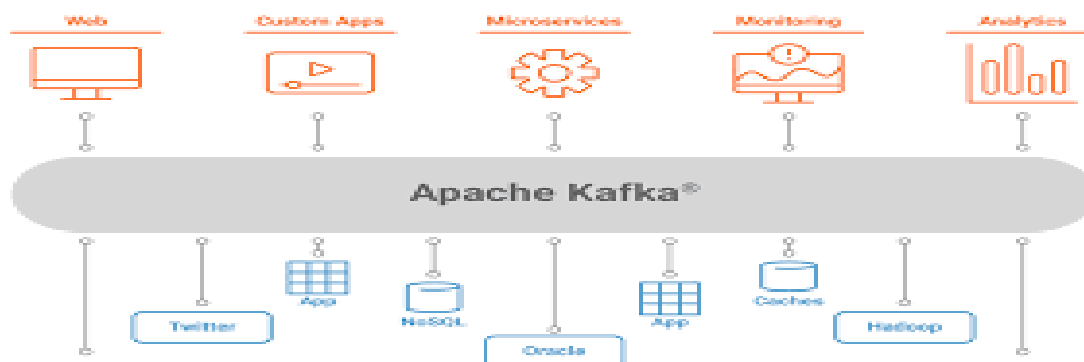 Web
Custom Apps
Microservices
Monitoring
Analytics
Apache Kafka®
App
NoSQL
App
Caches
Twitter
Hadoop
Oracle